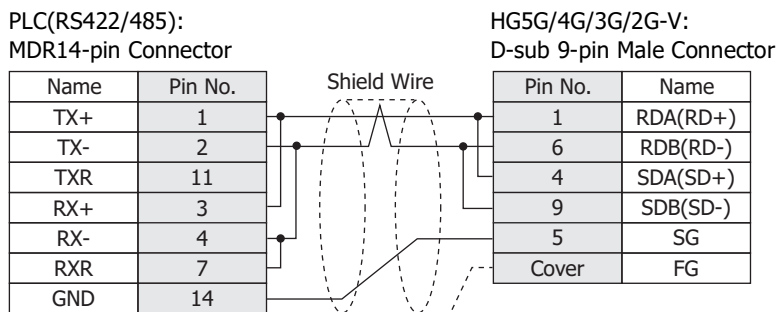 PLC(RS422/485):
MDR14-pin Connector
HG5G/4G/3G/2G-V:
D-sub 9-pin Male Connector
Name Pin No. Shield Wire Pin No. Name
TX+ 1 1 RDA(RD+)
TX- 2 6 RDB(RD-)
TXR 11 4 SDA(SD+)
RX+ 3 9 SDB(SD-)
RX- 4 5 SG
RXR 7 Cover FG
GND 14